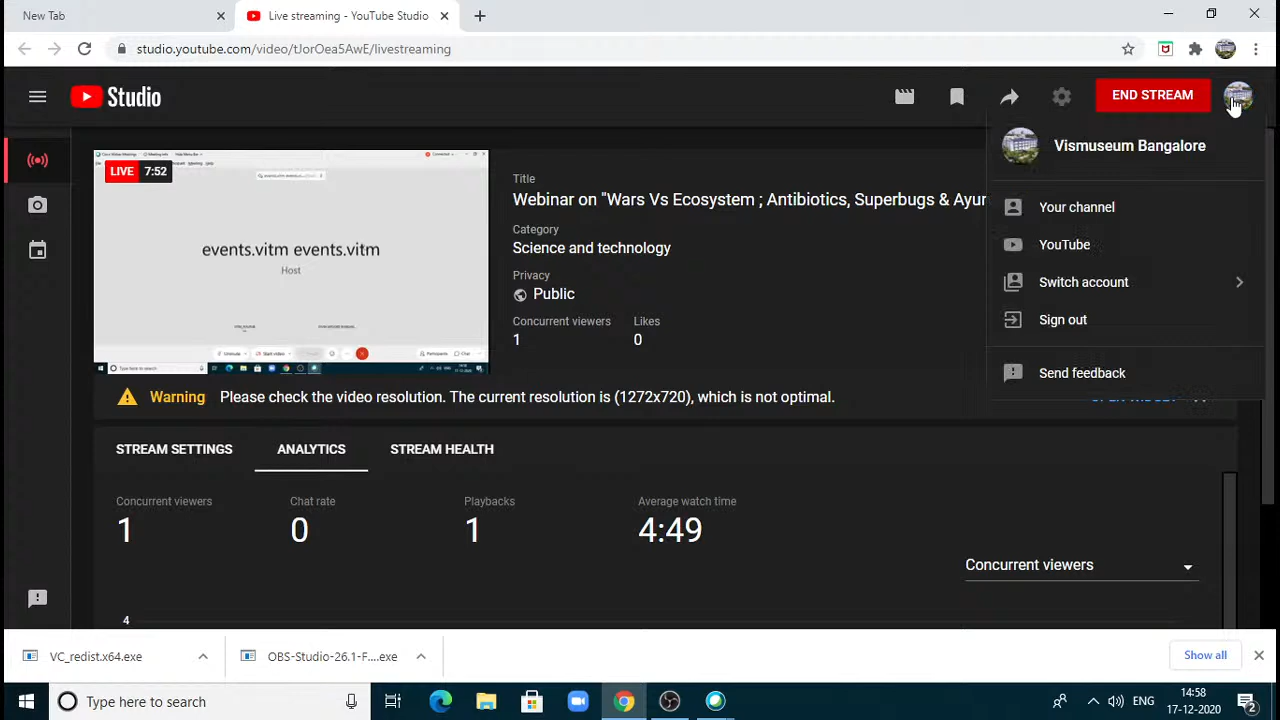 New Tab
Live streaming - YouTube Studio
studio.youtube.com/video/tJorOea5AwE/livestreaming
Studio
END STREAM
Vismuseum Bangalore
Your channel
YouTube
Switch account
Sign out
Send feedback
LIVE 7:52
events.vitm events.vitm
Host
Title
Webinar on "Wars Vs Ecosystem ; Antibiotics, Superbugs & Ayur
Category
Science and technology
Privacy
Public
Concurrent viewers Likes
1 0
Warning Please check the video resolution. The current resolution is (1272x720), which is not optimal.
STREAM SETTINGS ANALYTICS STREAM HEALTH
Concurrent viewers Chat rate Playbacks Average watch time
1 0 1 4:49
Concurrent viewers
4
VC_redist.x64.exe
OBS-Studio-26.1-F....exe
Show all
Type here to search
ENG
14:58
17-12-2020
2